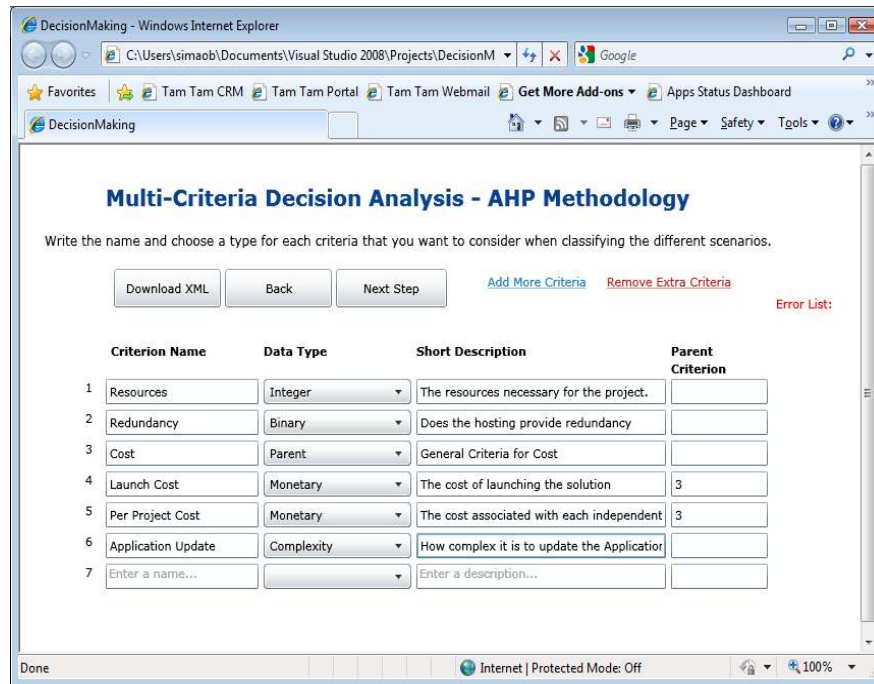 DecisionMaking - Windows Internet Explorer
C:\Users\simaob\Documents\Visual Studio 2008\Projects\DecisionM
Google
Favorites Tam Tam CRM Tam Tam Portal Tam Tam Webmail Get More Add-ons Apps Status Dashboard
DecisionMaking Page Safety Tools
Multi-Criteria Decision Analysis - AHP Methodology
Write the name and choose a type for each criteria that you want to consider when classifying the different scenarios.
Download XML Back Next Step Add More Criteria Remove Extra Criteria
Error List:
Criterion Name Data Type Short Description Parent Criterion
1 Resources Integer The resources necessary for the project.
2 Redundancy Binary Does the hosting provide redundancy
3 Cost Parent General Criteria for Cost
4 Launch Cost Monetary The cost of launching the solution 3
5 Per Project Cost Monetary The cost associated with each independent 3
6 Application Update Complexity How complex it is to update the Application
7 Enter a name... Enter a description...
Done Internet | Protected Mode: Off 100%